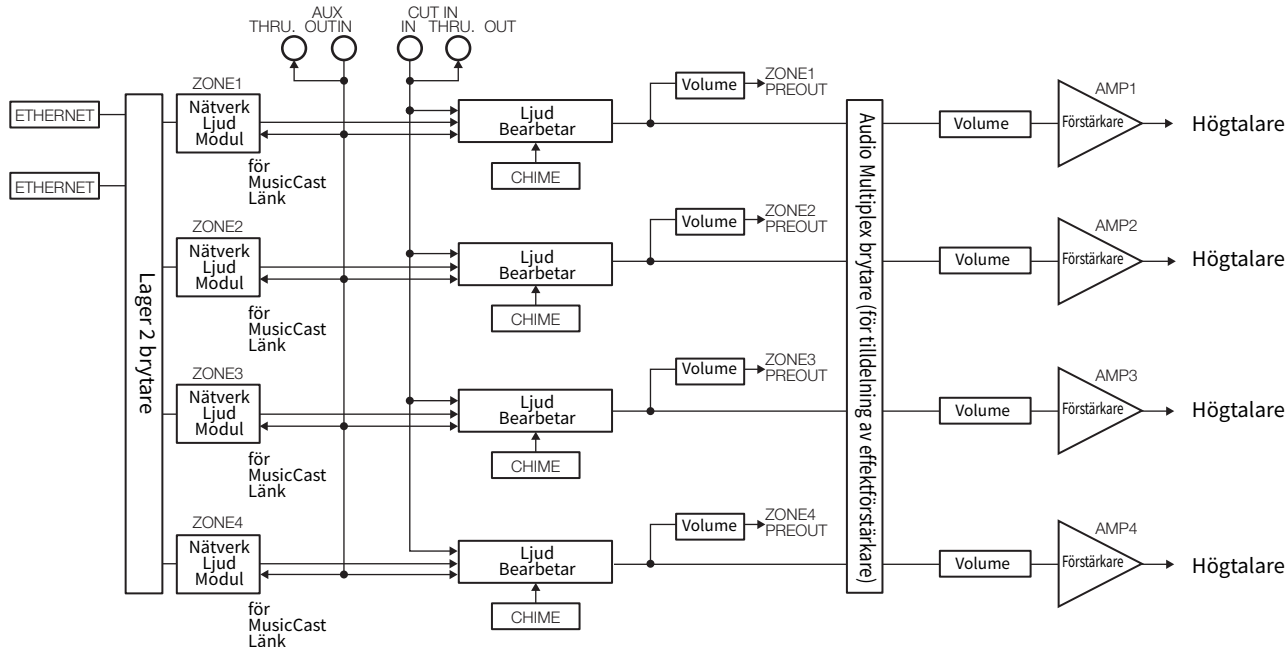 AUX
THRU. OUTIN
CUT IN
IN THRU. OUT
ETHERNET
ETHERNET
Lager 2 brytare
ZONE1
Nätverk
Ljud
Modul
för
MusicCast
Länk
Ljud
Bearbetar
CHIME
Volume
ZONE1
PREOUT
ZONE2
Nätverk
Ljud
Modul
för
MusicCast
Länk
Ljud
Bearbetar
CHIME
Volume
ZONE2
PREOUT
ZONE3
Nätverk
Ljud
Modul
för
MusicCast
Länk
Ljud
Bearbetar
CHIME
Volume
ZONE3
PREOUT
ZONE4
Nätverk
Ljud
Modul
för
MusicCast
Länk
Ljud
Bearbetar
CHIME
Volume
ZONE4
PREOUT
Audio Multiplex brytare (för tilldelning av effektförstärkare)
Volume
AMP1
Förstärkare
Högtalare
Volume
AMP2
Förstärkare
Högtalare
Volume
AMP3
Förstärkare
Högtalare
Volume
AMP4
Förstärkare
Högtalare